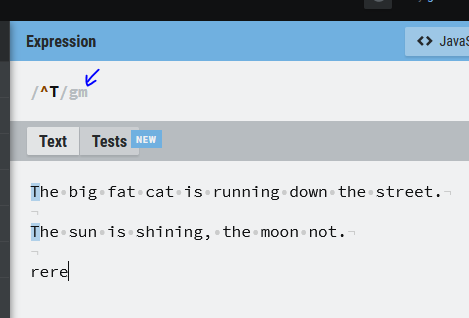 Expression
<> JavaS
/^T/gm
Text Tests NEW
The big fat cat is running down the street.
The sun is shining, the moon not.
rere